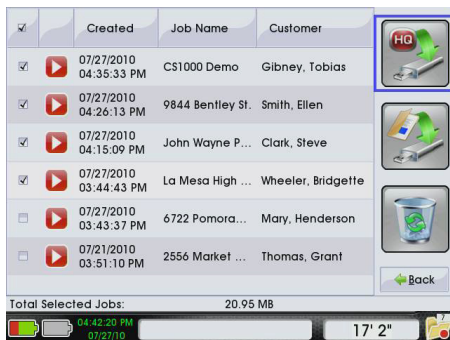 Created Job Name Customer
HQ
07/27/2010
04:35:33 PM
CS1000 Demo Gibney, Tobias
07/27/2010
04:26:13 PM
9844 Bentley St. Smith, Ellen
07/27/2010
04:15:09 PM
John Wayne P... Clark, Steve
07/27/2010
03:44:43 PM
La Mesa High ... Wheeler, Bridgette
07/27/2010
03:43:37 PM
6722 Pomora... Mary, Henderson
07/21/2010
03:51:10 PM
2556 Market ... Thomas, Grant
Back
Total Selected Jobs: 20.95 MB
04:42:20 PM
07/27/10
17' 2"
7